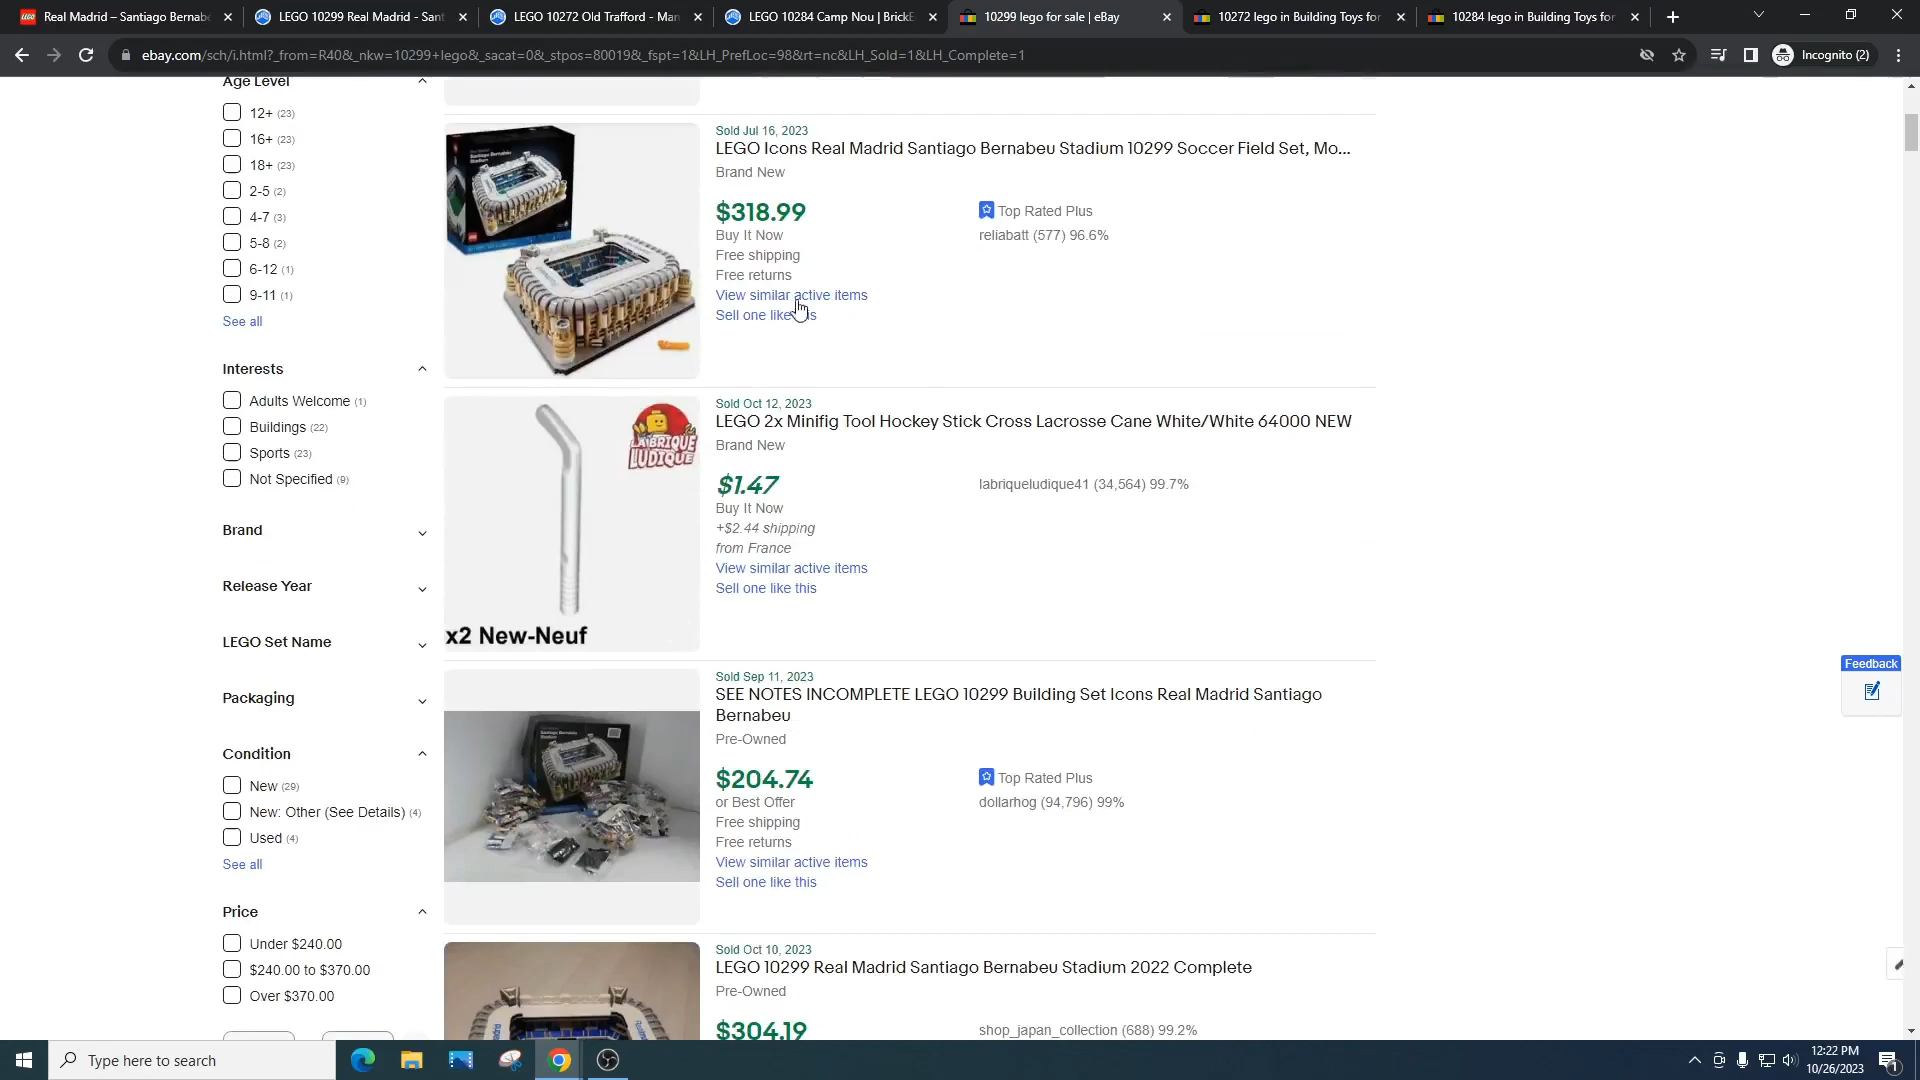 Real Madrid – Santiago Bernabe
LEGO 10299 Real Madrid - Sant
LEGO 10272 Old Trafford - Man
LEGO 10284 Camp Nou | BrickE
10299 lego for sale | eBay
10272 lego in Building Toys for
10284 lego in Building Toys for
ebay.com/sch/i.html?_from=R40&_nkw=10299+lego&_sacat=0&_stpos=80019&_fspt=1&LH_PrefLoc=98&rt=nc&LH_Sold=1&LH_Complete=1
Incognito (2)
Age Level
12+ (23)
16+ (23)
18+ (23)
2-5 (2)
4-7 (3)
5-8 (2)
6-12 (1)
9-11 (1)
See all
Interests
Adults Welcome (1)
Buildings (22)
Sports (23)
Not Specified (9)
Brand
Release Year
LEGO Set Name
Packaging
Condition
New (29)
New: Other (See Details) (4)
Used (4)
See all
Price
Under $240.00
$240.00 to $370.00
Over $370.00
Sold Jul 16, 2023
LEGO Icons Real Madrid Santiago Bernabeu Stadium 10299 Soccer Field Set, Mo...
Brand New
$318.99
Buy It Now
Free shipping
Free returns
View similar active items
Sell one like this
Top Rated Plus
reliabatt (577) 96.6%
LA BRIQUE
LUDIQUE
x2 New-Neuf
Sold Oct 12, 2023
LEGO 2x Minifig Tool Hockey Stick Cross Lacrosse Cane White/White 64000 NEW
Brand New
$1.47
Buy It Now
+$2.44 shipping
from France
View similar active items
Sell one like this
labriqueludique41 (34,564) 99.7%
Sold Sep 11, 2023
SEE NOTES INCOMPLETE LEGO 10299 Building Set Icons Real Madrid Santiago
Bernabeu
Pre-Owned
$204.74
or Best Offer
Free shipping
Free returns
View similar active items
Sell one like this
Top Rated Plus
dollarhog (94,796) 99%
Sold Oct 10, 2023
LEGO 10299 Real Madrid Santiago Bernabeu Stadium 2022 Complete
Pre-Owned
$304.19
shop_japan_collection (688) 99.2%
Feedback
Type here to search
12:22 PM
10/26/2023
1